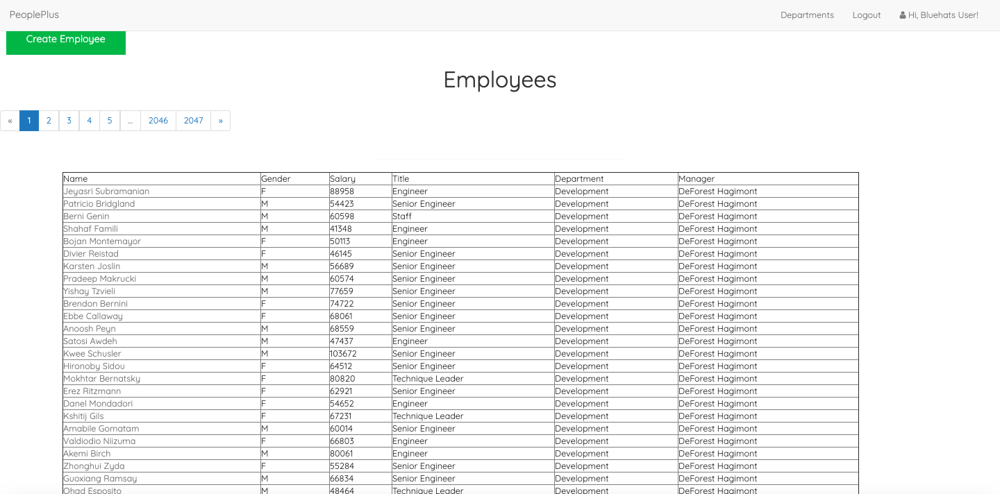 PeoplePlus Departments Logout Hi, Bluehats User!
Create Employee
Employees
« 1 2 3 4 5 ... 2046 2047 »
Name Gender Salary Title Department Manager
Jeyasri Subramanian F 88958 Engineer Development DeForest Hagimont
Patricio Bridgland M 54423 Senior Engineer Development DeForest Hagimont
Berni Genin M 60598 Staff Development DeForest Hagimont
Shahaf Famili M 41348 Engineer Development DeForest Hagimont
Bojan Montemayor F 50113 Engineer Development DeForest Hagimont
Divier Reistad F 46145 Senior Engineer Development DeForest Hagimont
Karsten Joslin M 56689 Senior Engineer Development DeForest Hagimont
Pradeep Makrucki M 60574 Senior Engineer Development DeForest Hagimont
Yishay Tzvieli M 77659 Senior Engineer Development DeForest Hagimont
Brendon Bernini F 74722 Senior Engineer Development DeForest Hagimont
Ebbe Callaway F 68061 Senior Engineer Development DeForest Hagimont
Anoosh Peyn M 68559 Senior Engineer Development DeForest Hagimont
Satosi Awdeh M 47437 Engineer Development DeForest Hagimont
Kwee Schusler M 103672 Senior Engineer Development DeForest Hagimont
Hironoby Sidou F 64512 Senior Engineer Development DeForest Hagimont
Mokhtar Bernatsky F 80820 Technique Leader Development DeForest Hagimont
Erez Ritzmann F 62921 Senior Engineer Development DeForest Hagimont
Danel Mondadori F 54652 Engineer Development DeForest Hagimont
Kshitij Gils F 67231 Technique Leader Development DeForest Hagimont
Amabile Gomatam M 60014 Senior Engineer Development DeForest Hagimont
Valdiodio Niizuma F 66803 Engineer Development DeForest Hagimont
Akemi Birch M 80061 Engineer Development DeForest Hagimont
Zhonghui Zyda F 55284 Senior Engineer Development DeForest Hagimont
Guoxiang Ramsay M 66834 Senior Engineer Development DeForest Hagimont
Ohad Esposito M 48464 Technique Leader Development DeForest Hagimont